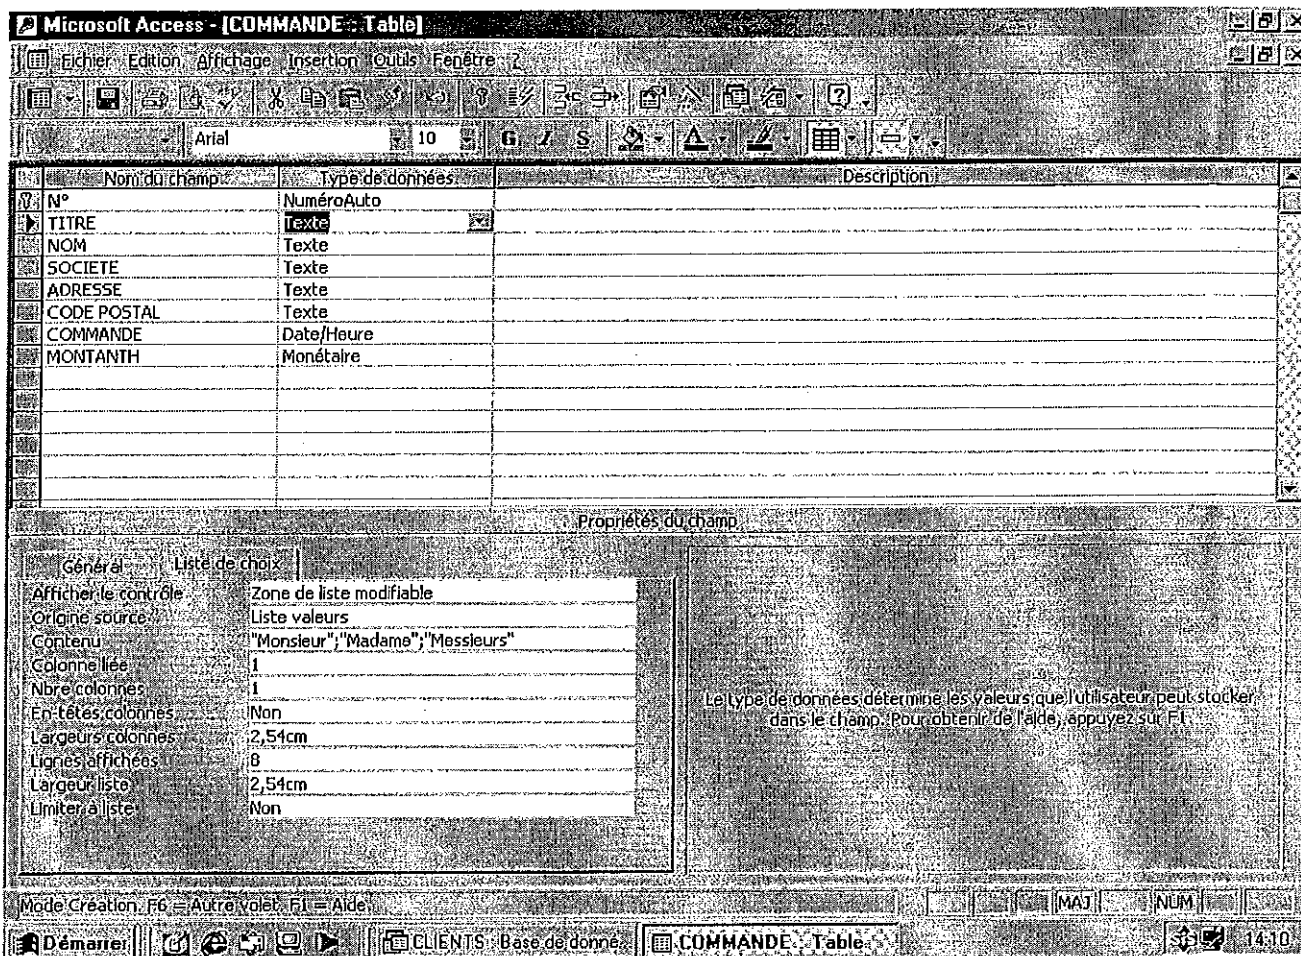 Microsoft Access - [COMMANDE : Table]
Fichier Edition Affichage Insertion Outils Fenêtre ?
Arial 10 G I S
Nom du champ Type de données Description
N° NuméroAuto
TITRE Texte
NOM Texte
SOCIETE Texte
ADRESSE Texte
CODE POSTAL Texte
COMMANDE Date/Heure
MONTANTH Monétaire
Propriétés du champ
Général Liste de choix
Afficher le contrôle Zone de liste modifiable
Origine source Liste valeurs
Contenu "Monsieur";"Madame";"Messieurs"
Colonne liée 1
Nbre colonnes 1
En-têtes colonnes Non
Largeurs colonnes 2,54cm
Lignes affichées 8
Largeur liste 2,54cm
Limiter à liste Non
Le type de données détermine les valeurs que l'utilisateur peut stocker
dans le champ. Pour obtenir de l'aide, appuyez sur F1
Mode Création. F6 = Autre volet. F1 = Aide. MAJ NUM
Démarrer CLIENTS : Base de donné... COMMANDE : Table 14:10